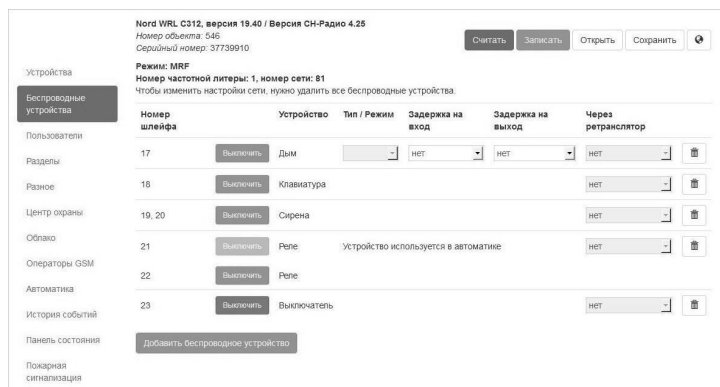 Nord WRL C312, версия 19.40 / Версия СН-Радио 4.25
Номер объекта: 546
Серийный номер: 37739910
Считать Записать Открыть Сохранить
Режим: MRF
Номер частотной литеры: 1, номер сети: 81
Чтобы изменить настройки сети, нужно удалить все беспроводные устройства.
Устройства
Беспроводные
устройства
Пользователи
Разделы
Разное
Центр охраны
Облако
Операторы GSM
Автоматика
История событий
Панель состояния
Пожарная
сигнализация
Номер шлейфа Устройство Тип / Режим Задержка на вход Задержка на выход Через ретранслятор
17 Выключить Дым нет нет нет
18 Выключить Клавиатура нет
19, 20 Выключить Сирена нет
21 Выключить Реле Устройство используется в автоматике нет
22 Выключить Реле
23 Выключить Выключатель нет
Добавить беспроводное устройство